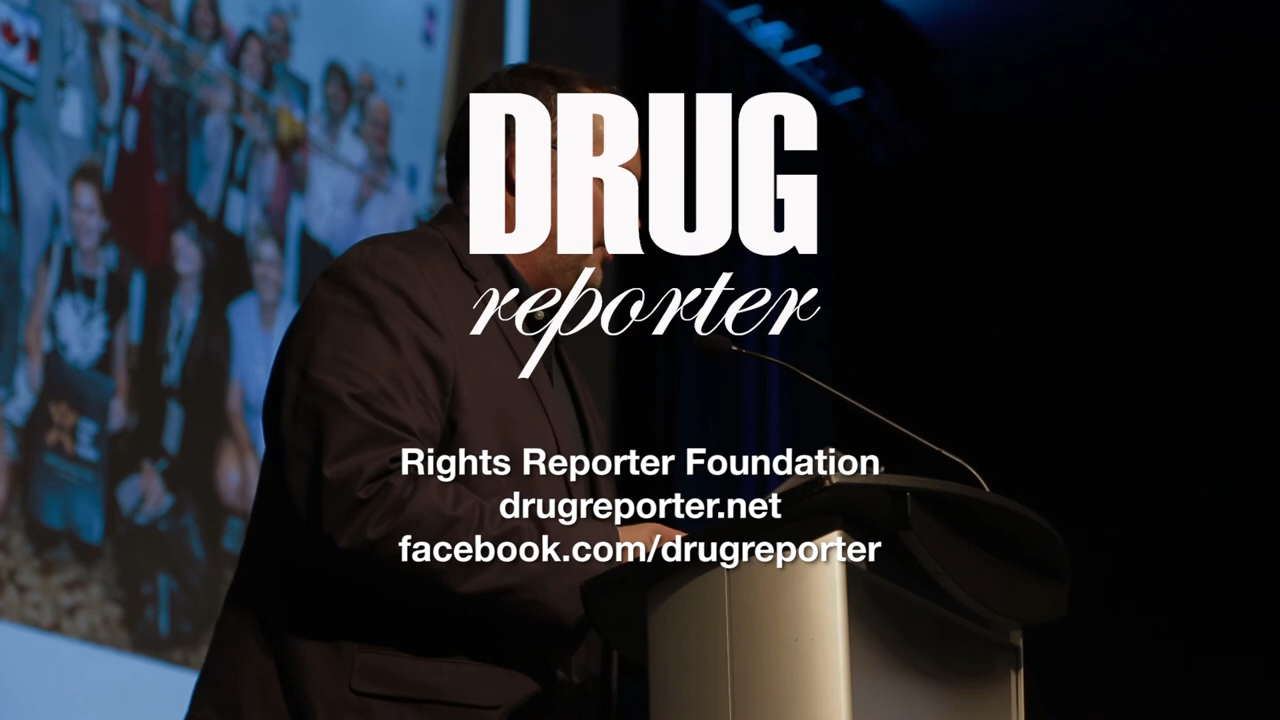 DRUG
reporter
Rights Reporter Foundation
drugreporter.net
facebook.com/drugreporter